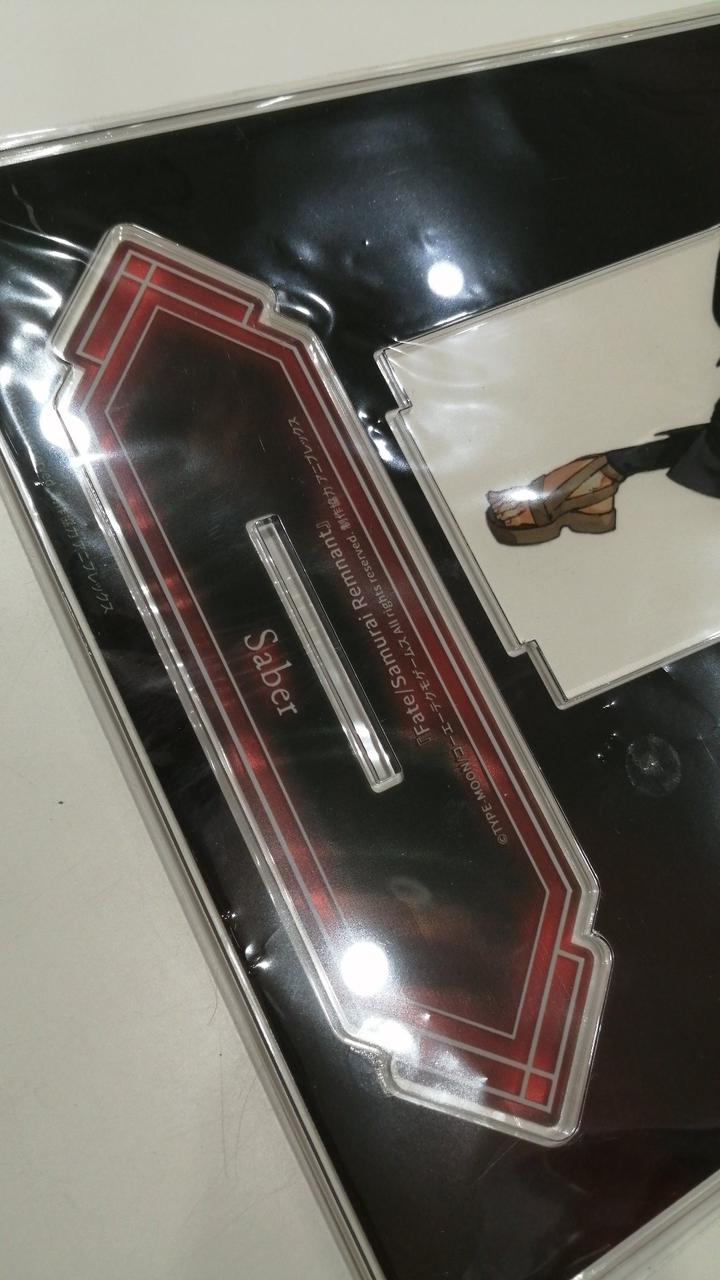 Saber
『Fate/Samurai Remnant』
©TYPE-MOON/コーエーテクモゲームス All rights reserved. 制作協力 アニプレックス